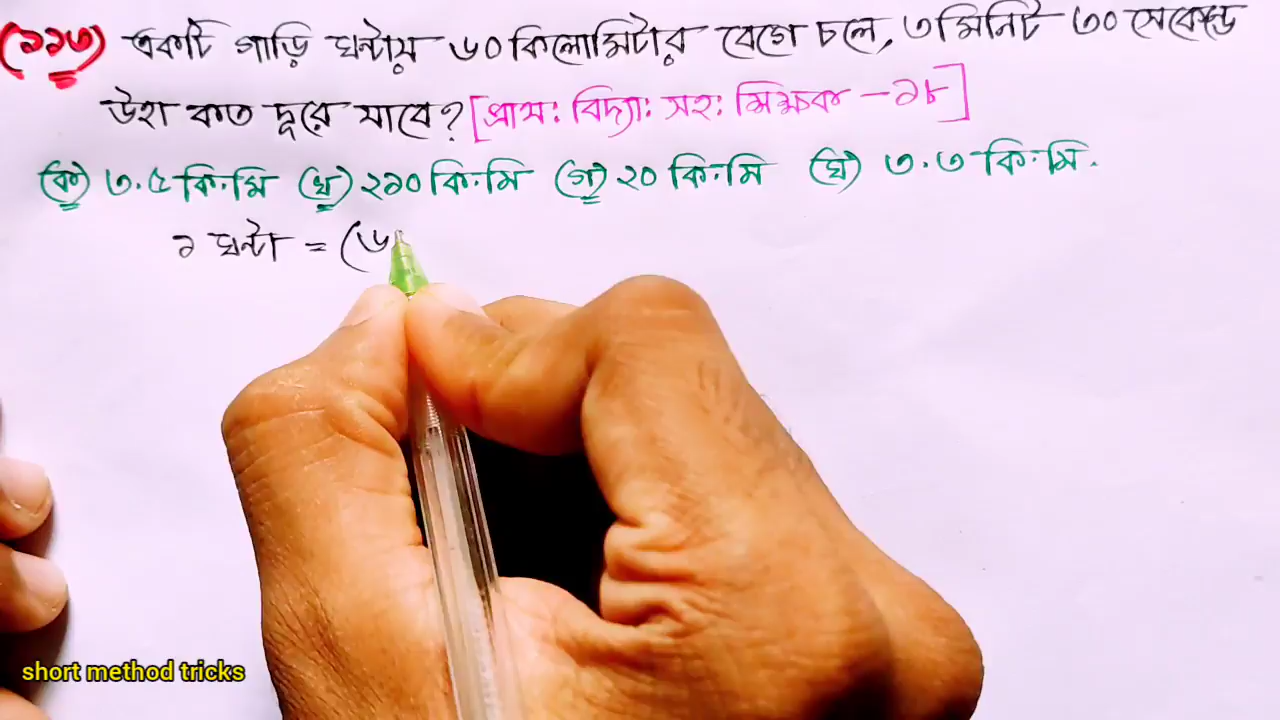 (১১৩) একটি গাড়ি ঘন্টায় ৬০ কিলোমিটার বেগে চলে, ৩ মিনিট ৩০ সেকেন্ডে
উহা কত দূরে যাবে? [প্রাথ: বিদ্যা: সহ: শিক্ষক -১৮]
(ক) ৩.৫ কি.মি (খ) ২১০ কি.মি (গ) ২০ কি.মি (ঘ) ৩.৩ কি.মি.
১ ঘন্টা = (৬
short method tricks